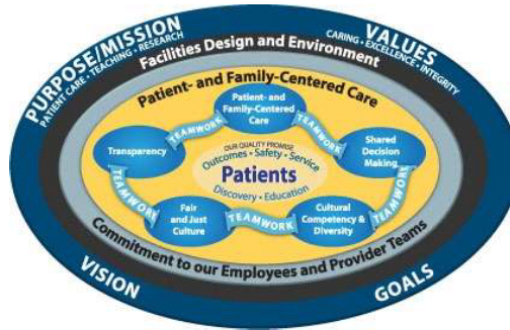 PURPOSE/MISSION
PATIENT CARE • TEACHING • RESEARCH
VALUES
CARING • EXCELLENCE • INTEGRITY
Facilities Design and Environment
Patient- and Family-Centered Care
Patient- and
Family-Centered
Care
TEAMWORK
TEAMWORK
Transparency
Shared
Decision
Making
OUR QUALITY PROMISE
Outcomes • Safety • Service
Patients
Discovery • Education
TEAMWORK
TEAMWORK
Fair
and Just
Culture
TEAMWORK
Cultural
Competency &
Diversity
Commitment to our Employees and Provider Teams
VISION
GOALS